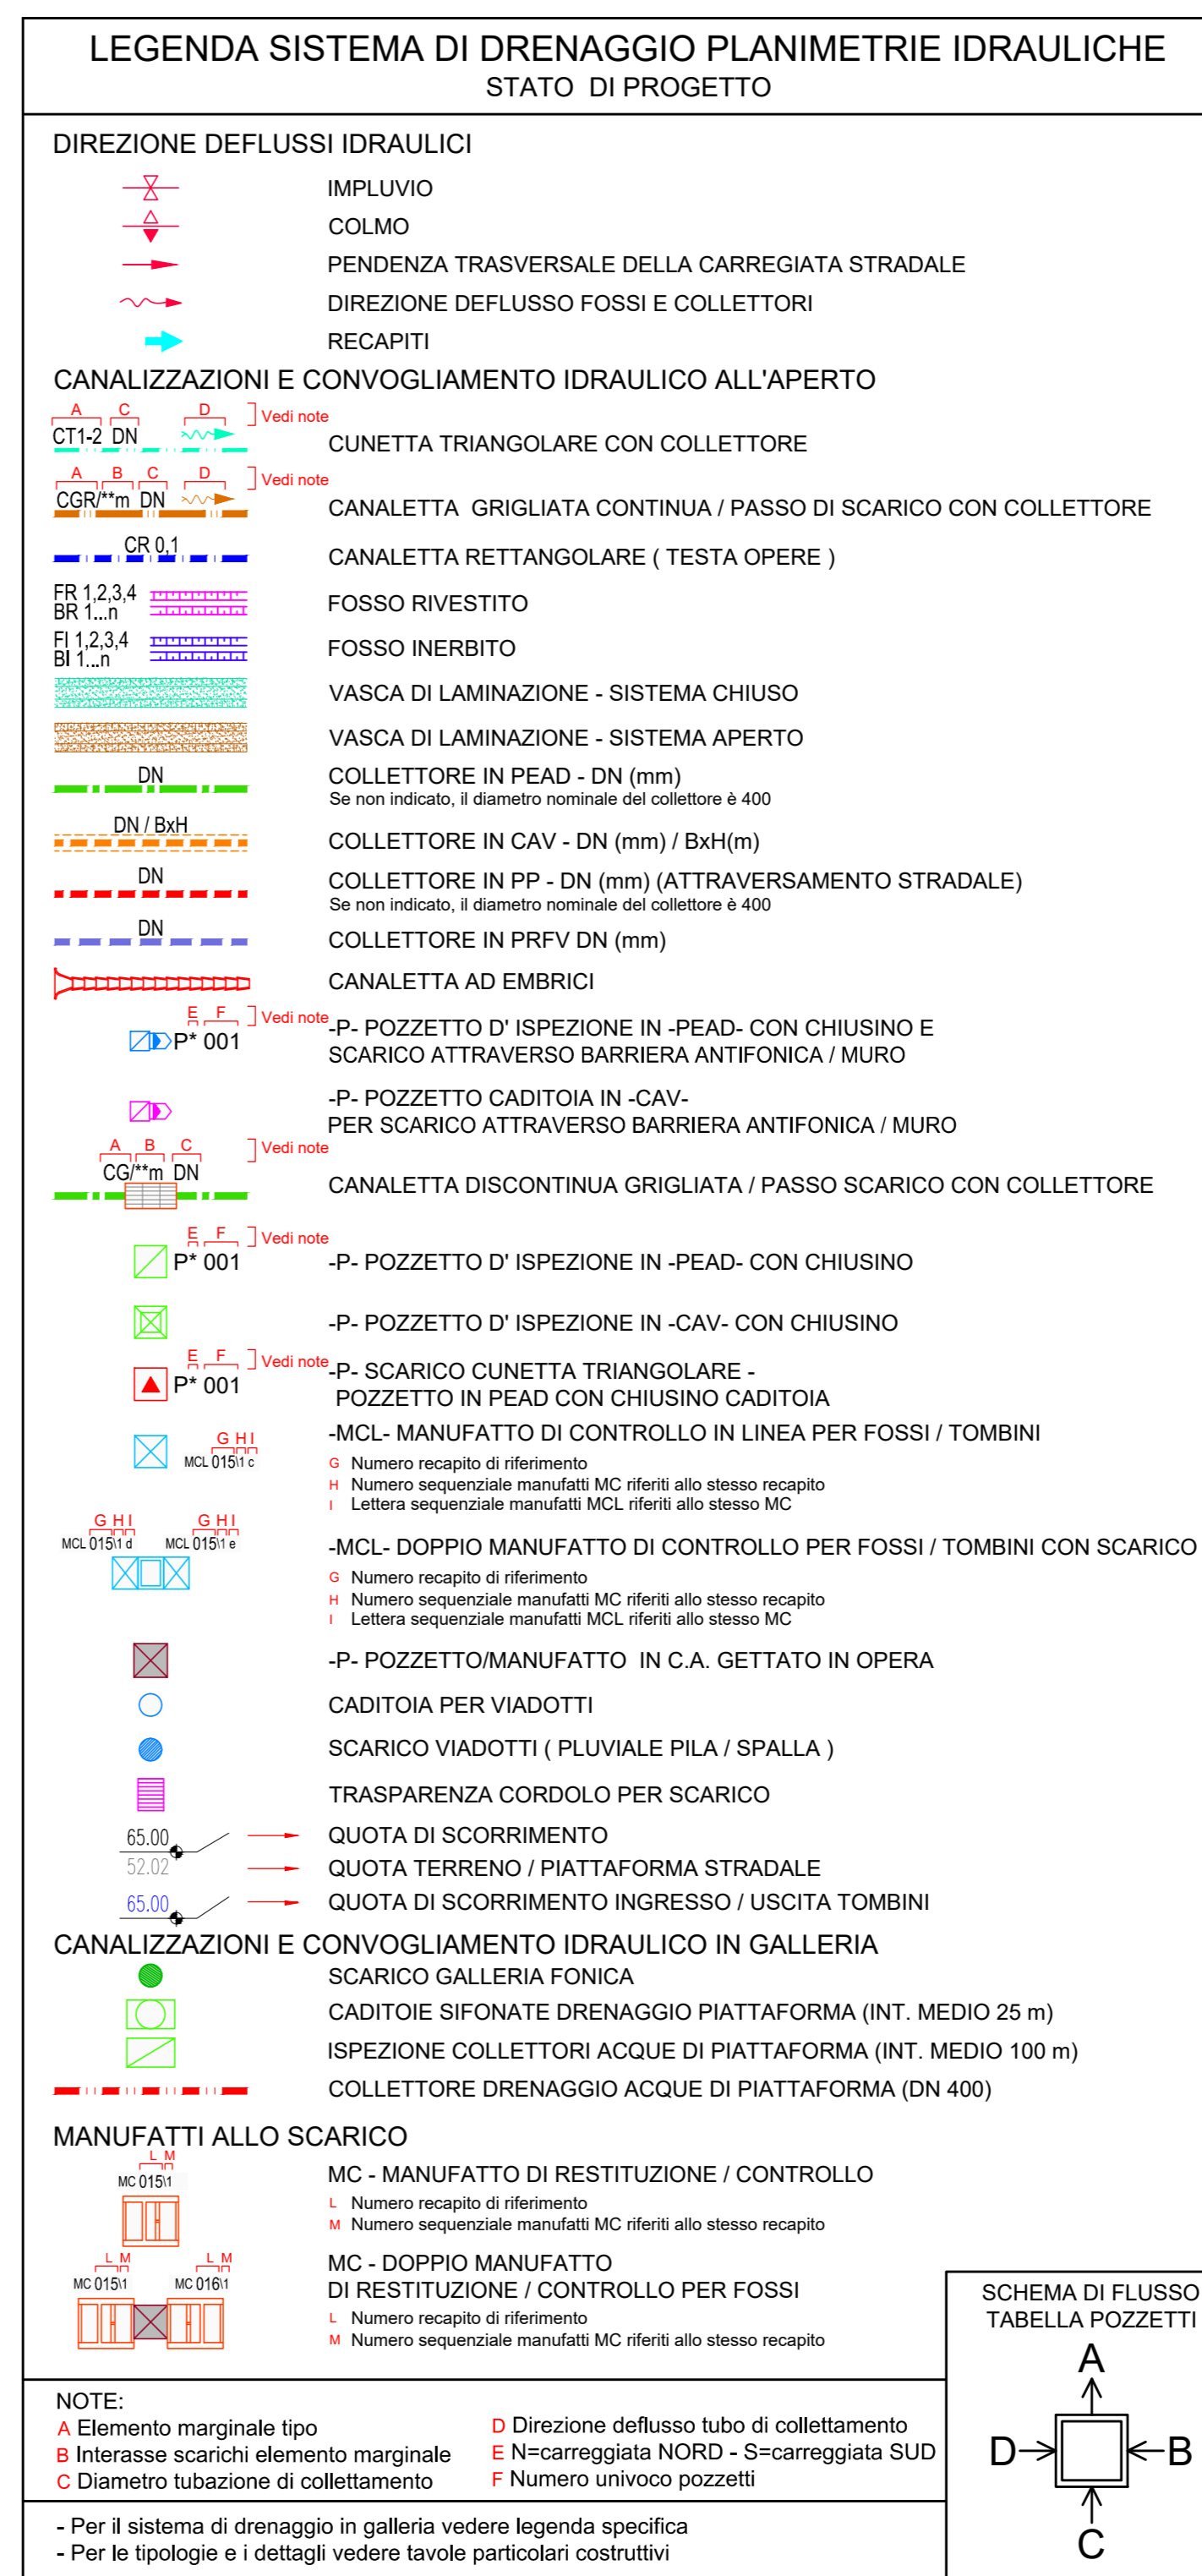 LEGENDA SISTEMA DI DRENAGGIO PLANIMETRIE IDRAULICHE
STATO DI PROGETTO
DIREZIONE DEFLUSSI IDRAULICI
IMPLUVIO
COLMO
PENDENZA TRASVERSALE DELLA CARREGIATA STRADALE
DIREZIONE DEFLUSSO FOSSI E COLLETTORI
RECAPITI
CANALIZZAZIONI E CONVOGLIAMENTO IDRAULICO ALL'APERTO
A C D Vedi note
CT1-2 DN
CUNETTA TRIANGOLARE CON COLLETTORE
A B C D Vedi note
CGR/**m DN
CANALETTA GRIGLIATA CONTINUA / PASSO DI SCARICO CON COLLETTORE
CR 0,1
CANALETTA RETTANGOLARE ( TESTA OPERE )
FR 1,2,3,4
BR 1...n
FOSSO RIVESTITO
FI 1,2,3,4
BI 1...n
FOSSO INERBITO
VASCA DI LAMINAZIONE - SISTEMA CHIUSO
VASCA DI LAMINAZIONE - SISTEMA APERTO
DN
COLLETTORE IN PEAD - DN (mm)
Se non indicato, il diametro nominale del collettore è 400
DN / BxH
COLLETTORE IN CAV - DN (mm) / BxH(m)
DN
COLLETTORE IN PP - DN (mm) (ATTRAVERSAMENTO STRADALE)
Se non indicato, il diametro nominale del collettore è 400
DN
COLLETTORE IN PRFV DN (mm)
CANALETTA AD EMBRICI
E F Vedi note
P* 001
-P- POZZETTO D' ISPEZIONE IN -PEAD- CON CHIUSINO E
SCARICO ATTRAVERSO BARRIERA ANTIFONICA / MURO
-P- POZZETTO CADITOIA IN -CAV-
PER SCARICO ATTRAVERSO BARRIERA ANTIFONICA / MURO
A B C Vedi note
CG/**m DN
CANALETTA DISCONTINUA GRIGLIATA / PASSO SCARICO CON COLLETTORE
E F Vedi note
P* 001
-P- POZZETTO D' ISPEZIONE IN -PEAD- CON CHIUSINO
-P- POZZETTO D' ISPEZIONE IN -CAV- CON CHIUSINO
E F Vedi note
P* 001
-P- SCARICO CUNETTA TRIANGOLARE -
POZZETTO IN PEAD CON CHIUSINO CADITOIA
G H I
MCL 015\1 c
-MCL- MANUFATTO DI CONTROLLO IN LINEA PER FOSSI / TOMBINI
G Numero recapito di riferimento
H Numero sequenziale manufatti MC riferiti allo stesso recapito
I Lettera sequenziale manufatti MCL riferiti allo stesso MC
G H I G H I
MCL 015\1 d MCL 015\1 e
-MCL- DOPPIO MANUFATTO DI CONTROLLO PER FOSSI / TOMBINI CON SCARICO
G Numero recapito di riferimento
H Numero sequenziale manufatti MC riferiti allo stesso recapito
I Lettera sequenziale manufatti MCL riferiti allo stesso MC
-P- POZZETTO/MANUFATTO IN C.A. GETTATO IN OPERA
CADITOIA PER VIADOTTI
SCARICO VIADOTTI ( PLUVIALE PILA / SPALLA )
TRASPARENZA CORDOLO PER SCARICO
65.00
QUOTA DI SCORRIMENTO
52.02
QUOTA TERRENO / PIATTAFORMA STRADALE
65.00
QUOTA DI SCORRIMENTO INGRESSO / USCITA TOMBINI
CANALIZZAZIONI E CONVOGLIAMENTO IDRAULICO IN GALLERIA
SCARICO GALLERIA FONICA
CADITOIE SIFONATE DRENAGGIO PIATTAFORMA (INT. MEDIO 25 m)
ISPEZIONE COLLETTORI ACQUE DI PIATTAFORMA (INT. MEDIO 100 m)
COLLETTORE DRENAGGIO ACQUE DI PIATTAFORMA (DN 400)
MANUFATTI ALLO SCARICO
L M
MC 015\1
MC - MANUFATTO DI RESTITUZIONE / CONTROLLO
L Numero recapito di riferimento
M Numero sequenziale manufatti MC riferiti allo stesso recapito
L M L M
MC 015\1 MC 016\1
MC - DOPPIO MANUFATTO
DI RESTITUZIONE / CONTROLLO PER FOSSI
L Numero recapito di riferimento
M Numero sequenziale manufatti MC riferiti allo stesso recapito
NOTE:
A Elemento marginale tipo
B Interasse scarichi elemento marginale
C Diametro tubazione di collettamento
D Direzione deflusso tubo di collettamento
E N=carreggiata NORD - S=carreggiata SUD
F Numero univoco pozzetti
- Per il sistema di drenaggio in galleria vedere legenda specifica
- Per le tipologie e i dettagli vedere tavole particolari costruttivi
SCHEMA DI FLUSSO
TABELLA POZZETTI
A
D B
C